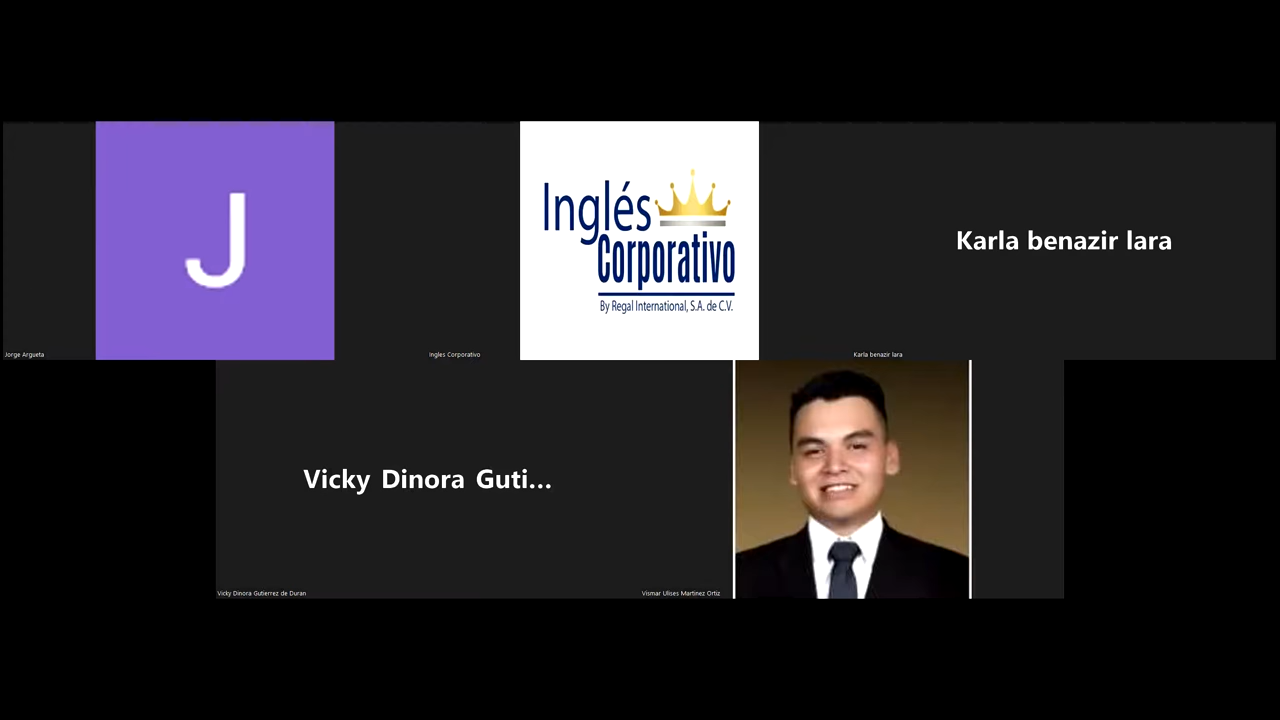 J
Inglés
Corporativo
By Regal International, S.A. de C.V.
Karla benazir lara
Jorge Argueta
Ingles Corporativo
Karla benazir lara
Vicky Dinora Guti...
Vicky Dinora Gutierrez de Duran
Vismar Ulises Martinez Ortiz